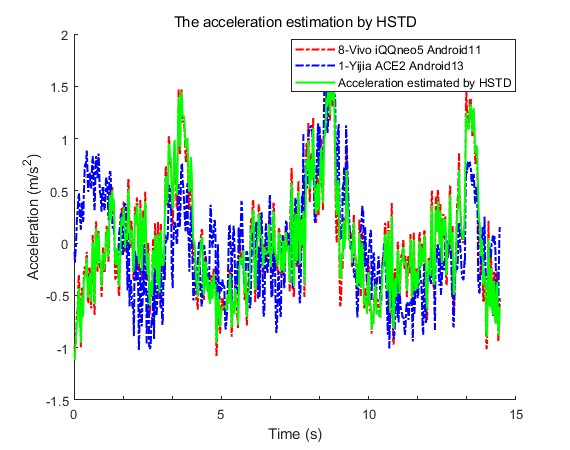 The acceleration estimation by HSTD
8-Vivo iQQneo5 Android11
1-Yijia ACE2 Android13
Acceleration estimated by HSTD
2
1.5
1
0.5
0
-0.5
-1
-1.5
Acceleration (m/s²)
0
5
10
15
Time (s)